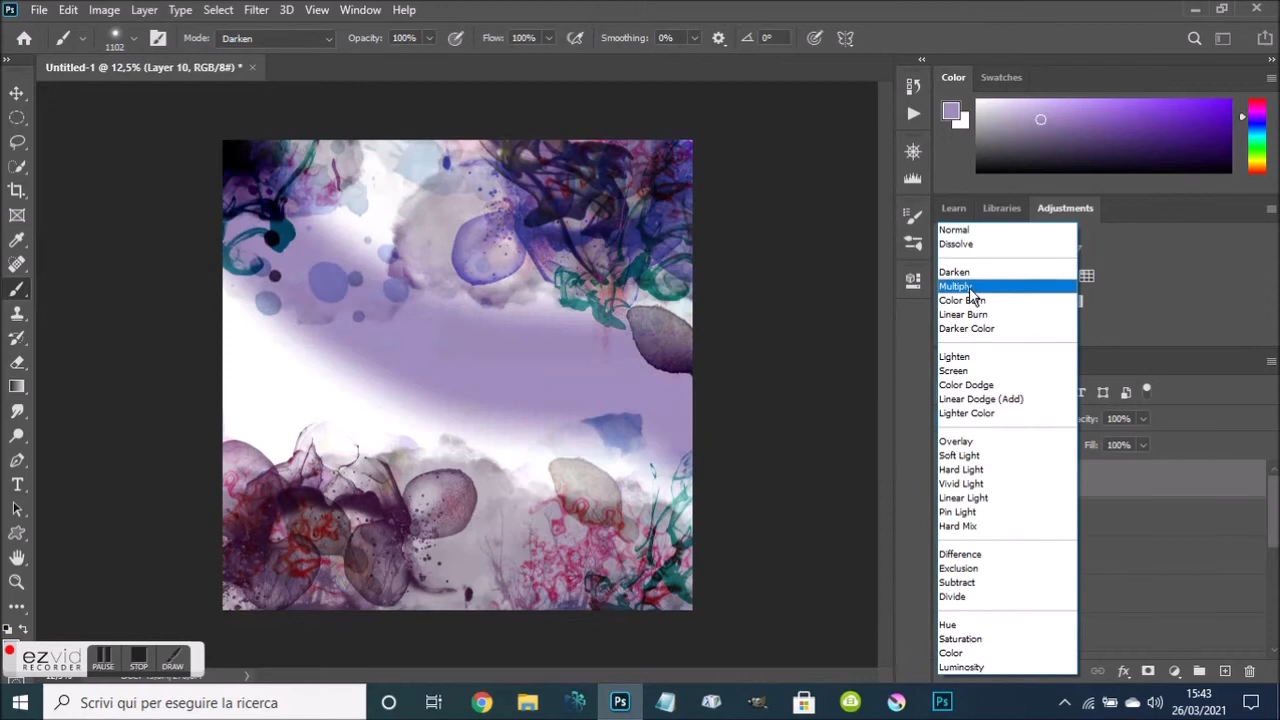 Ps File Edit Image Layer Type Select Filter 3D View Window Help
1102 Mode: Darken Opacity: 100% Flow: 100% Smoothing: 0% 0°
Untitled-1 @ 12,5% (Layer 10, RGB/8#) *
Color Swatches
Learn Libraries Adjustments
Normal
Dissolve
Darken
Multiply
Color Burn
Linear Burn
Darker Color
Lighten
Screen
Color Dodge
Linear Dodge (Add)
Lighter Color
Overlay
Soft Light
Hard Light
Vivid Light
Linear Light
Pin Light
Hard Mix
Difference
Exclusion
Subtract
Divide
Hue
Saturation
Color
Luminosity
100%
Fill: 100%
ezvid
RECORDER
PAUSE STOP DRAW
Scrivi qui per eseguire la ricerca
Ps
Ps
15:43
26/03/2021